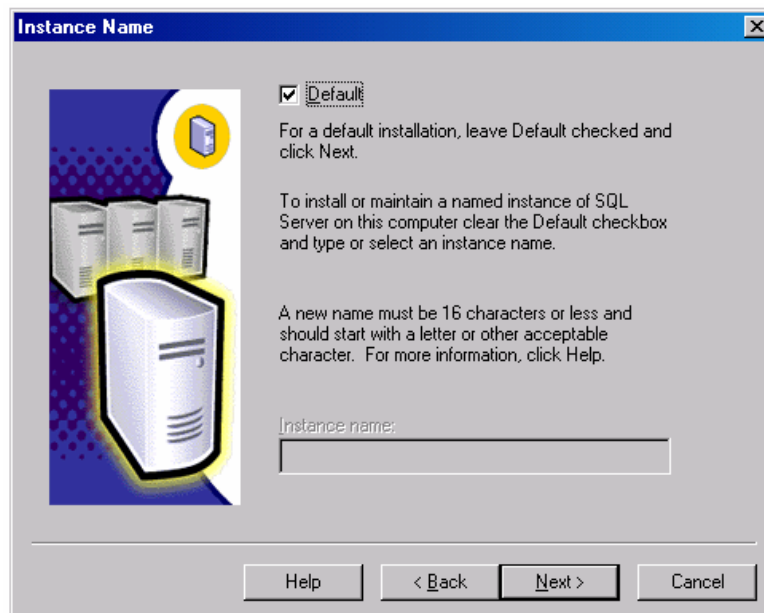 Instance Name
Default
For a default installation, leave Default checked and
click Next.
To install or maintain a named instance of SQL
Server on this computer clear the Default checkbox
and type or select an instance name.
A new name must be 16 characters or less and
should start with a letter or other acceptable
character.  For more information, click Help.
Instance name:
Help
< Back
Next >
Cancel